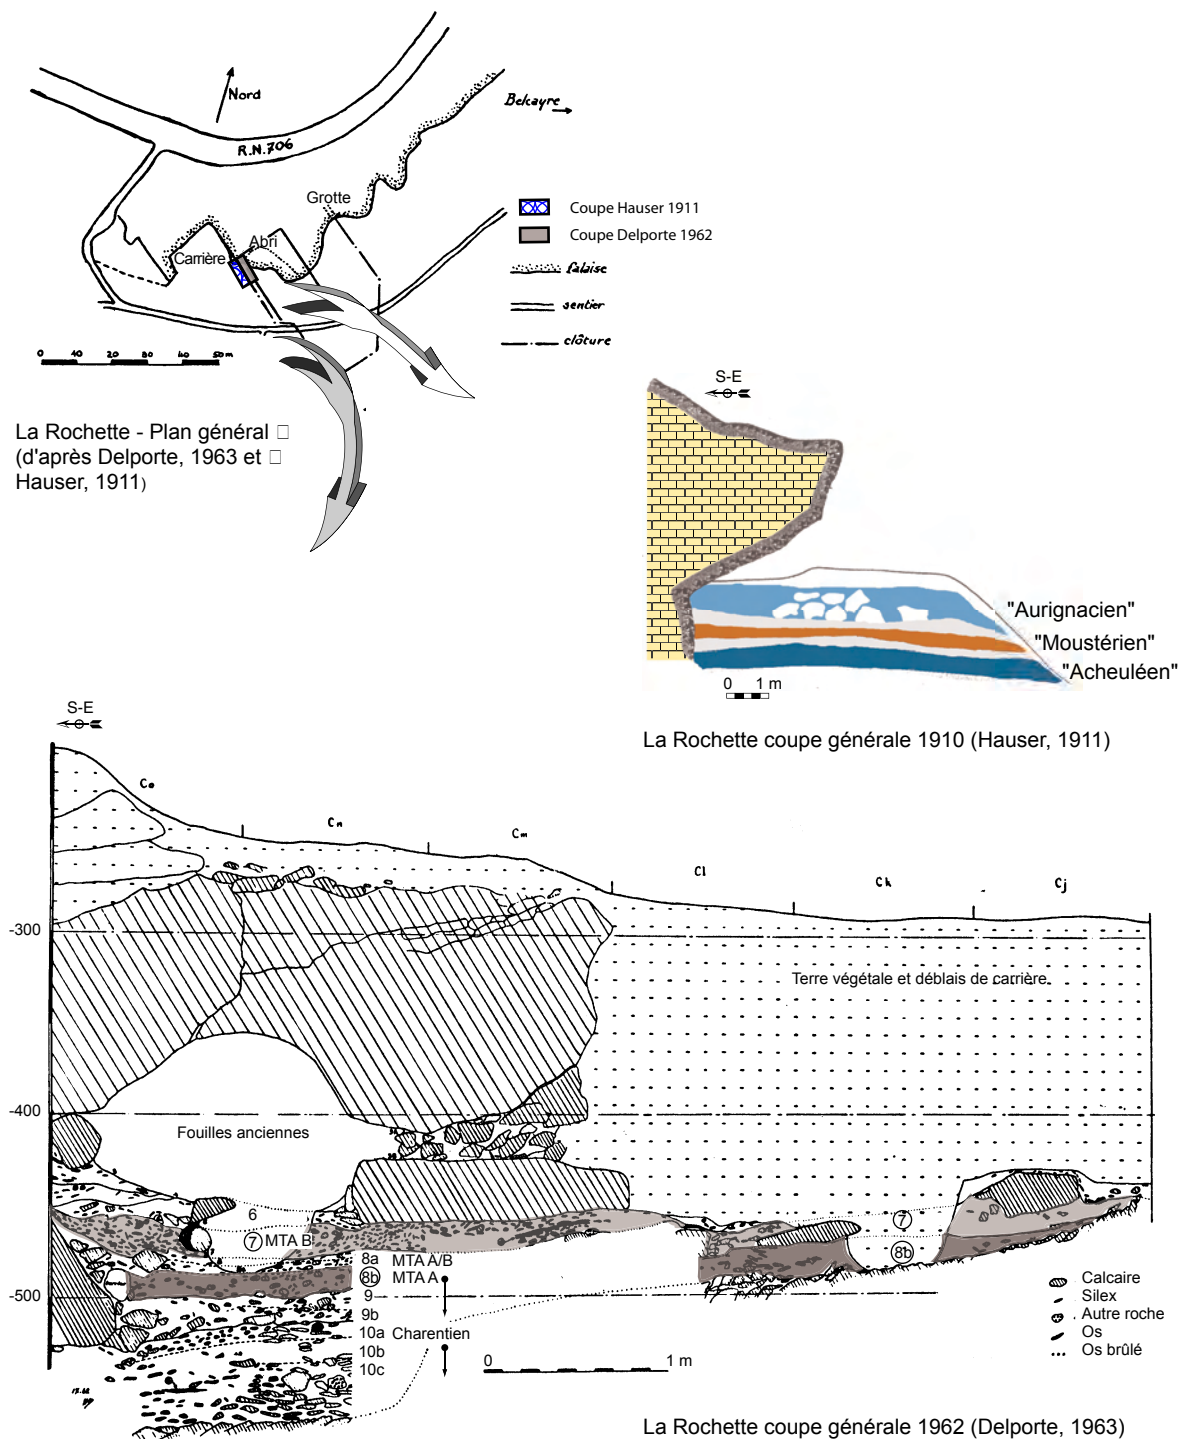 Nord
R.N.706
Belcayre
Grotte
Abri
Carrière
Coupe Hauser 1911
Coupe Delporte 1962
falaise
sentier
clôture
0 10 20 30 40 50m
La Rochette - Plan général
(d'après Delporte, 1963 et
Hauser, 1911)
S-E
"Aurignacien"
"Moustérien"
"Acheuléen"
0 1 m
La Rochette coupe générale 1910 (Hauser, 1911)
S-E
Co
Cn
Cm
Cl
Ck
Cj
-300
Terre végétale et déblais de carrière
-400
Fouilles anciennes
6
7 MTA B
7
8a MTA A/B
8b MTA A
8b
-500
9
9b
10a Charentien
10b
10c
0 1 m
Calcaire
Silex
Autre roche
Os
Os brûlé
La Rochette coupe générale 1962 (Delporte, 1963)